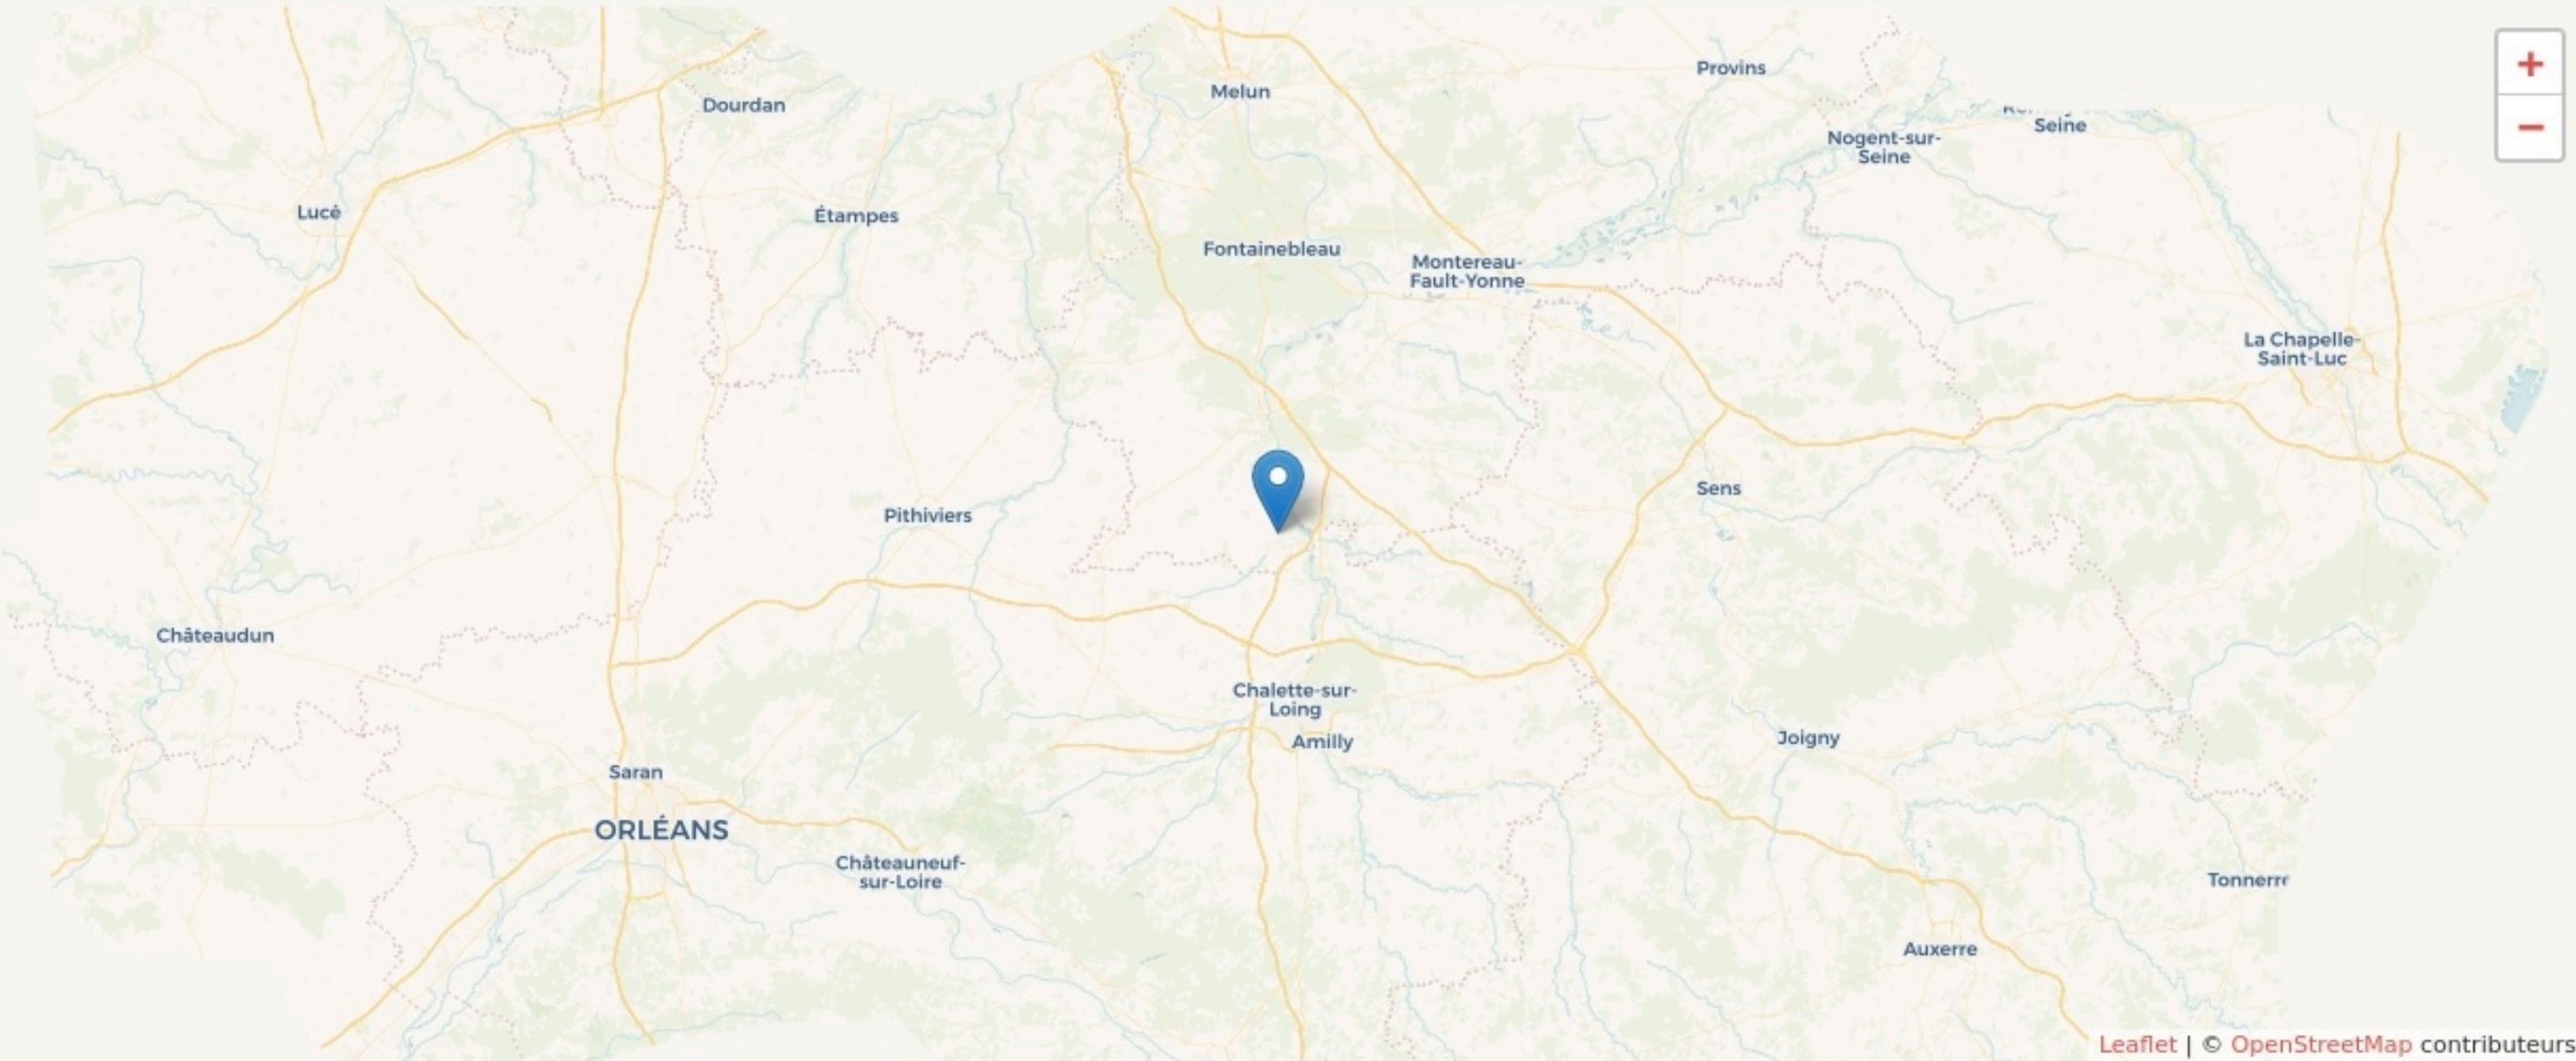 Provins
Melun
Dourdan
Seine
Nogent-sur-
Seine
Lucé
Étampes
Fontainebleau
Montereau-
Fault-Yonne
La Chapelle-
Saint-Luc
Sens
Pithiviers
Châteaudun
Chalette-sur-
Loing
Amilly
Joigny
Saran
ORLÉANS
Châteauneuf-
sur-Loire
Tonnerr
Auxerre
+
−
Leaflet | © OpenStreetMap contributeurs